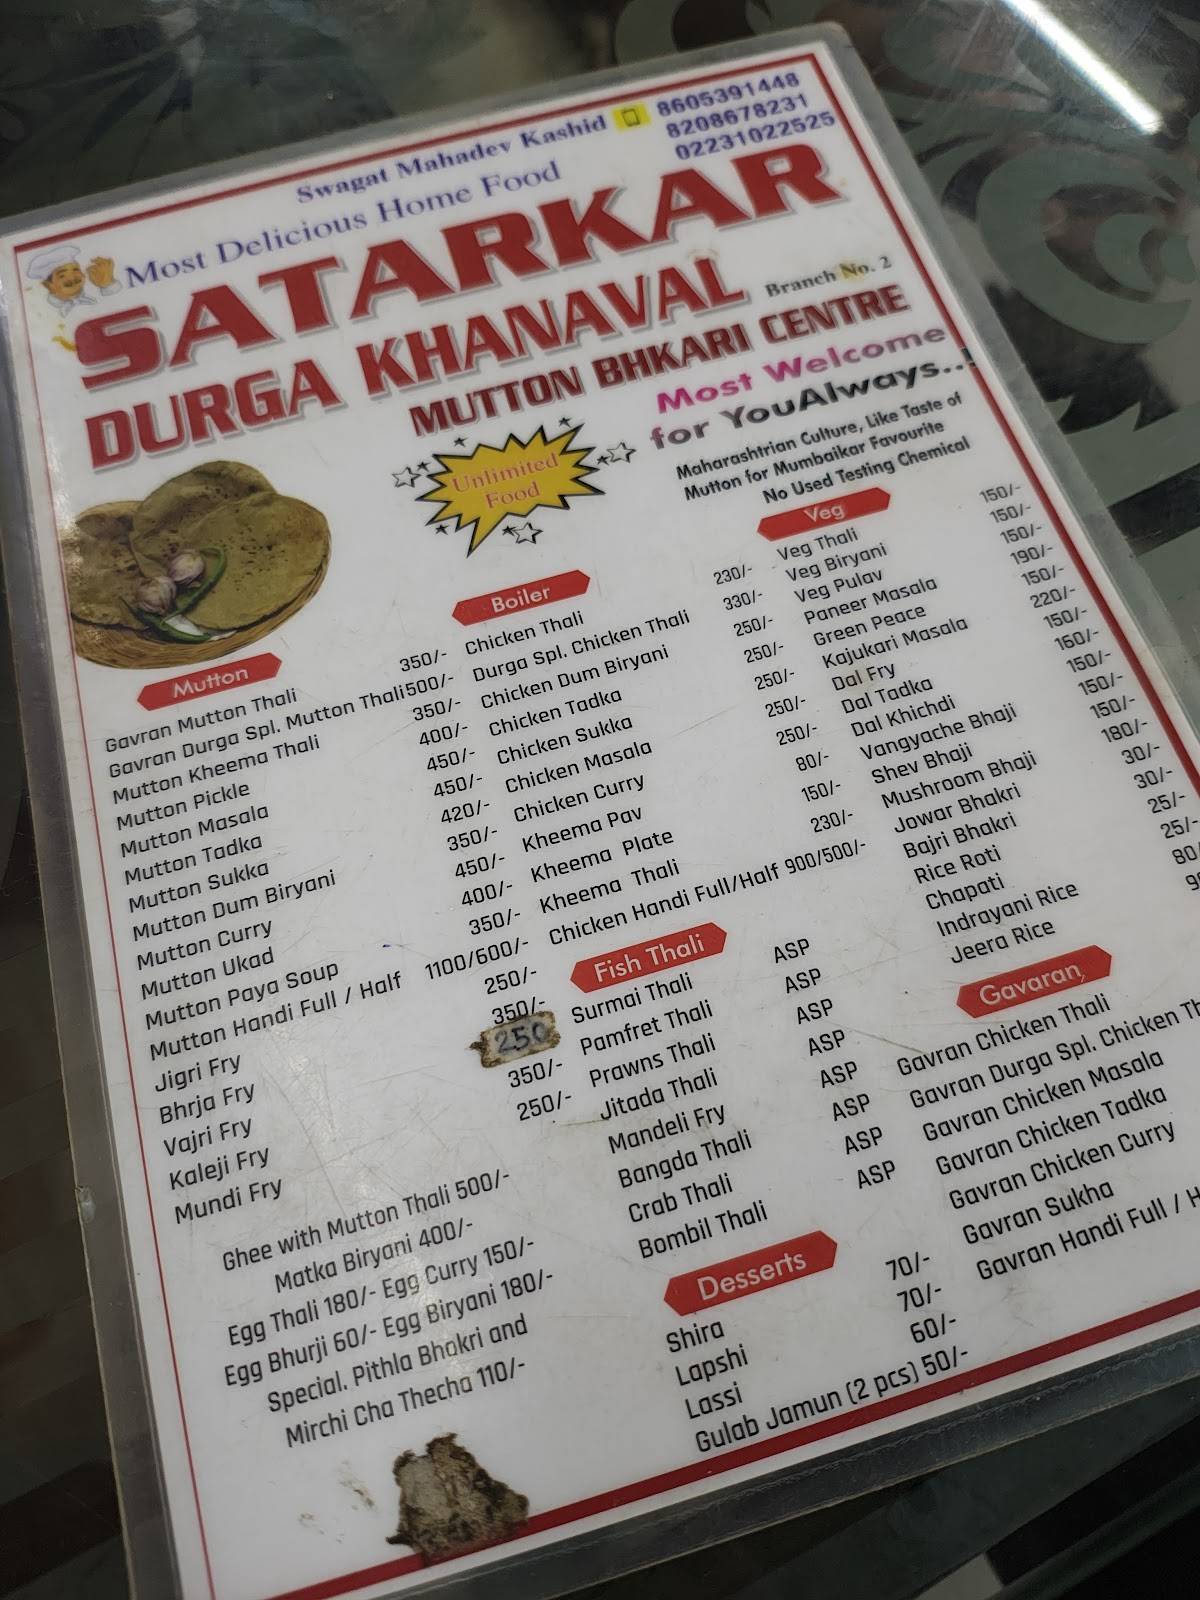 Swagat Mahadev Kashid 8605391448
8208678231
02231022525
Most Delicious Home Food
SATARKAR
DURGA KHANAVAL
Branch No. 2
MUTTON BHKARI CENTRE
Most Welcome
for YouAlways..!
Maharashtrian Culture, Like Taste of
Mutton for Mumbaikar Favourite
No Used Testing Chemical
Unlimited
Food
Mutton
Gavran Mutton Thali 350/-
Gavran Durga Spl. Mutton Thali 500/-
Mutton Kheema Thali 350/-
Mutton Pickle 400/-
Mutton Masala 450/-
Mutton Tadka 450/-
Mutton Sukka 420/-
Mutton Dum Biryani 350/-
Mutton Curry 450/-
Mutton Ukad 400/-
Mutton Paya Soup 350/-
Mutton Handi Full / Half 1100/600/-
Jigri Fry 250/-
Bhrja Fry 350/-
Vajri Fry 250
Kaleji Fry 350/-
Mundi Fry 250/-
Ghee with Mutton Thali 500/-
Matka Biryani 400/-
Egg Thali 180/- Egg Curry 150/-
Egg Bhurji 60/- Egg Biryani 180/-
Special. Pithla Bhakri and
Mirchi Cha Thecha 110/-
Boiler
Chicken Thali 230/-
Durga Spl. Chicken Thali 330/-
Chicken Dum Biryani 250/-
Chicken Tadka 250/-
Chicken Sukka 250/-
Chicken Masala 250/-
Chicken Curry 250/-
Kheema Pav 80/-
Kheema Plate 150/-
Kheema Thali 230/-
Chicken Handi Full/Half 900/500/-
Fish Thali
Surmai Thali ASP
Pamfret Thali ASP
Prawns Thali ASP
Jitada Thali ASP
Mandeli Fry ASP
Bangda Thali ASP
Crab Thali ASP
Bombil Thali ASP
Desserts
Shira 70/-
Lapshi 70/-
Lassi 60/-
Gulab Jamun (2 pcs) 50/-
Veg
Veg Thali 150/-
Veg Biryani 150/-
Veg Pulav 150/-
Paneer Masala 190/-
Green Peace 150/-
Kajukari Masala 220/-
Dal Fry 150/-
Dal Tadka 160/-
Dal Khichdi 150/-
Vangyache Bhaji 150/-
Shev Bhaji 150/-
Mushroom Bhaji 180/-
Jowar Bhakri 30/-
Bajri Bhakri 30/-
Rice Roti 25/-
Chapati 25/-
Indrayani Rice 80/
Jeera Rice
Gavaran
Gavran Chicken Thali
Gavran Durga Spl. Chicken Th
Gavran Chicken Masala
Gavran Chicken Tadka
Gavran Chicken Curry
Gavran Sukha
Gavran Handi Full / H